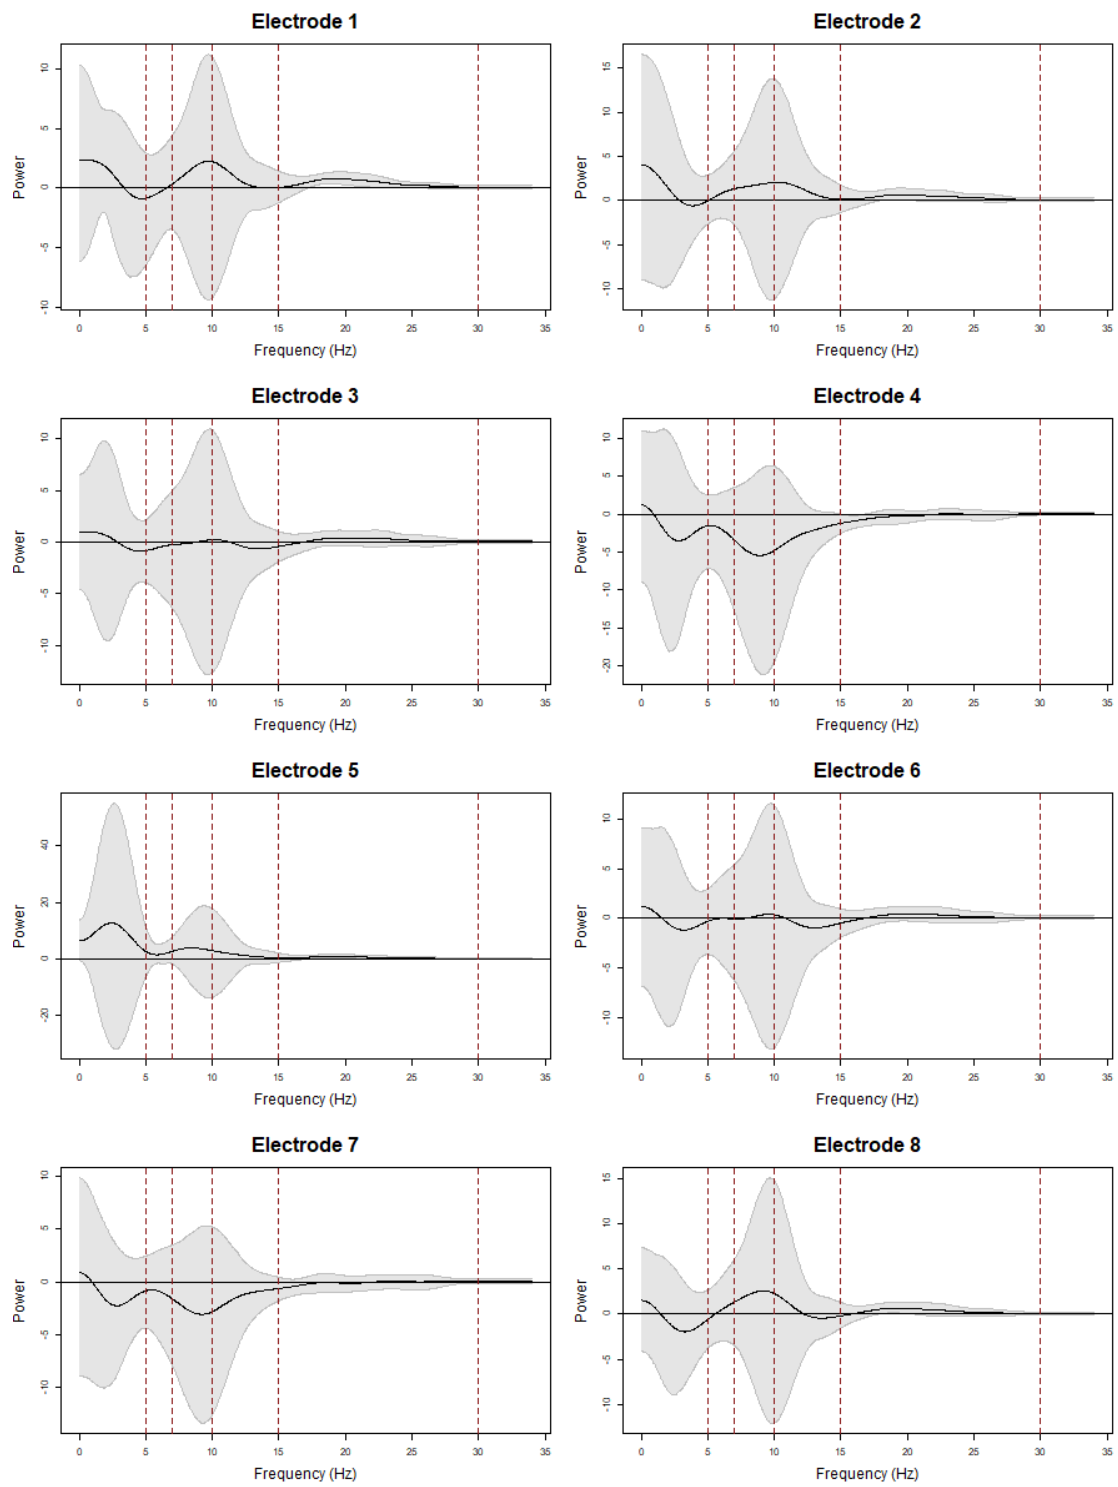 Electrode 1
Power
10
5
0
-5
-10
0 5 10 15 20 25 30 35
Frequency (Hz)
Electrode 2
Power
15
10
5
0
-5
-10
0 5 10 15 20 25 30 35
Frequency (Hz)
Electrode 3
Power
10
5
0
-5
-10
0 5 10 15 20 25 30 35
Frequency (Hz)
Electrode 4
Power
10
5
0
-5
-10
-15
-20
0 5 10 15 20 25 30 35
Frequency (Hz)
Electrode 5
Power
40
20
0
-20
0 5 10 15 20 25 30 35
Frequency (Hz)
Electrode 6
Power
10
5
0
-5
-10
0 5 10 15 20 25 30 35
Frequency (Hz)
Electrode 7
Power
10
5
0
-5
-10
0 5 10 15 20 25 30 35
Frequency (Hz)
Electrode 8
Power
15
10
5
0
-5
-10
0 5 10 15 20 25 30 35
Frequency (Hz)